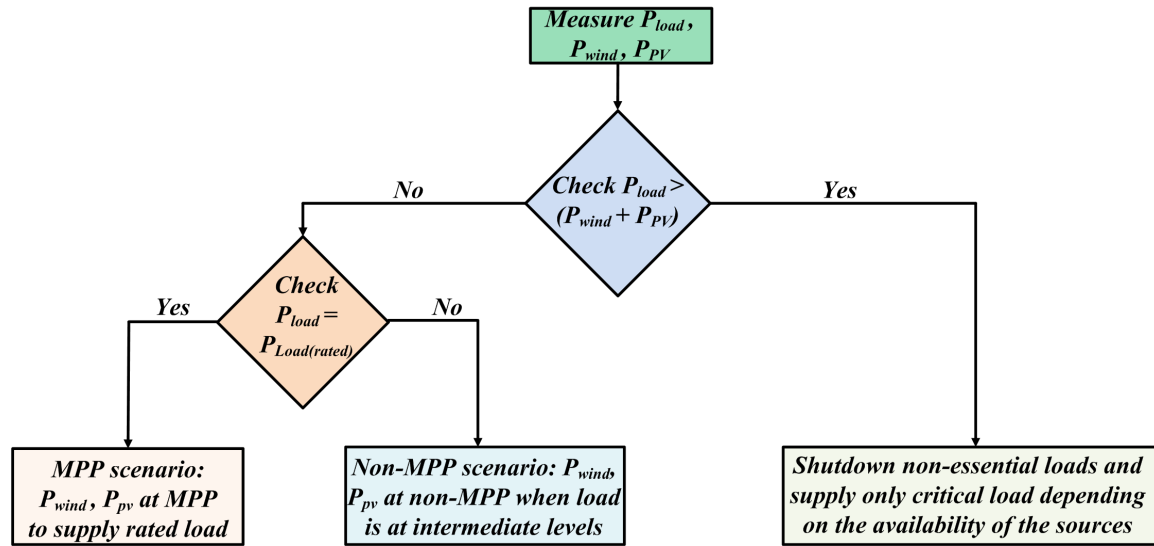 Measure P_load ,
P_wind , P_PV
Check P_load >
(P_wind + P_PV)
No
Yes
Check
P_load =
P_Load(rated)
Yes
No
MPP scenario:
P_wind , P_pv at MPP
to supply rated load
Non-MPP scenario: P_wind,
P_pv at non-MPP when load
is at intermediate levels
Shutdown non-essential loads and
supply only critical load depending
on the availability of the sources